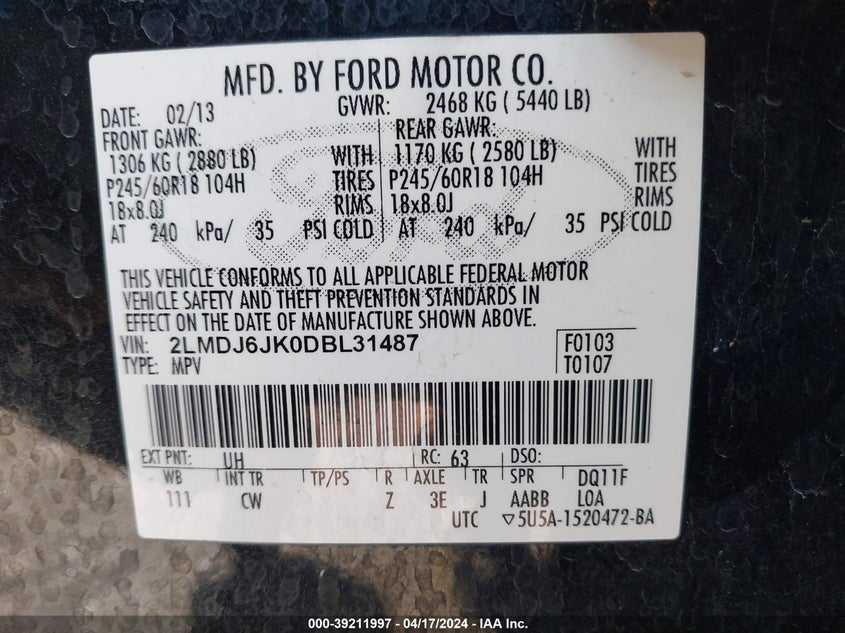 MFD. BY FORD MOTOR CO.
DATE: 02/13 GVWR: 2468 KG ( 5440 LB)
FRONT GAWR: REAR GAWR:
1306 KG ( 2880 LB) WITH 1170 KG ( 2580 LB) WITH
P245/60R18 104H TIRES P245/60R18 104H TIRES
18x8.0J RIMS 18x8.0J RIMS
AT 240 kPa/ 35 PSI COLD AT 240 kPa/ 35 PSI COLD
THIS VEHICLE CONFORMS TO ALL APPLICABLE FEDERAL MOTOR
VEHICLE SAFETY AND THEFT PREVENTION STANDARDS IN
EFFECT ON THE DATE OF MANUFACTURE SHOWN ABOVE.
VIN: 2LMDJ6JK0DBL31487 F0103
TYPE: MPV T0107
EXT PNT: UH RC: 63 DSO:
WB INT TR TP/PS R AXLE TR SPR DQ11F
111 CW Z 3E J AABB LOA
UTC ▽5U5A-1520472-BA
000-39211997 - 04/17/2024 - IAA Inc.